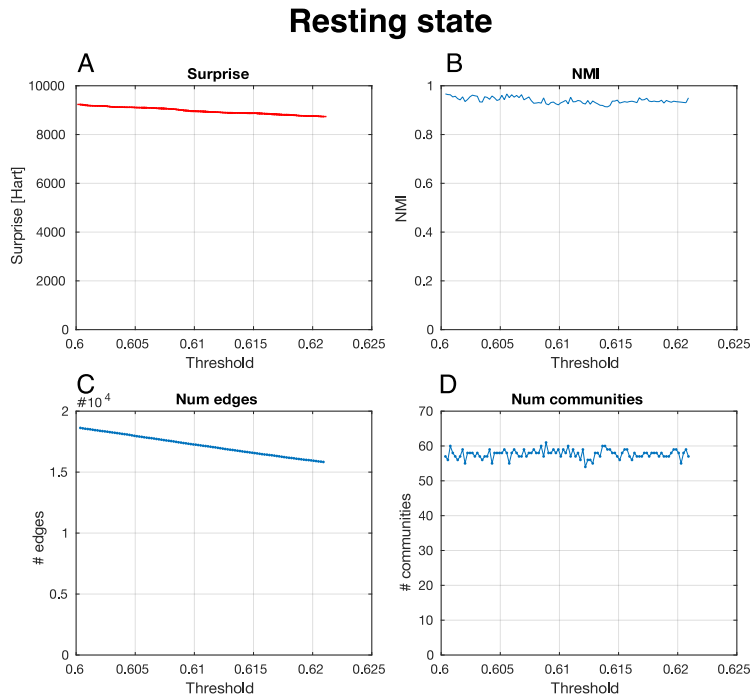 Resting state
A
Surprise
10000
8000
6000
4000
2000
0
Surprise [Hart]
0.6 0.605 0.61 0.615 0.62 0.625
Threshold
B
NMI
1
0.8
0.6
0.4
0.2
0
NMI
0.6 0.605 0.61 0.615 0.62 0.625
Threshold
C
#10^4
Num edges
2
1.5
1
0.5
0
# edges
0.6 0.605 0.61 0.615 0.62 0.625
Threshold
D
Num communities
70
60
50
40
30
20
10
0
# communities
0.6 0.605 0.61 0.615 0.62 0.625
Threshold